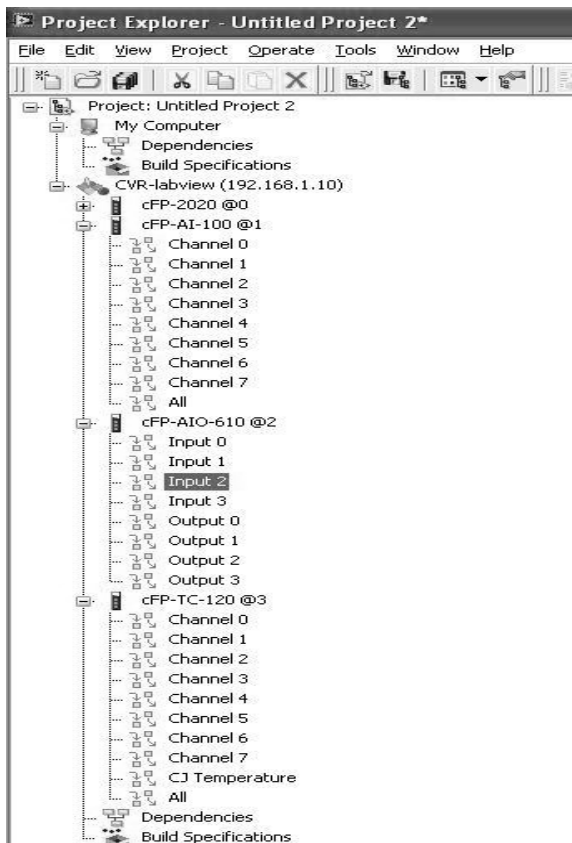 Project Explorer - Untitled Project 2*
File Edit View Project Operate Tools Window Help
Project: Untitled Project 2
My Computer
Dependencies
Build Specifications
CVR-labview (192.168.1.10)
cFP-2020 @0
cFP-AI-100 @1
Channel 0
Channel 1
Channel 2
Channel 3
Channel 4
Channel 5
Channel 6
Channel 7
All
cFP-AIO-610 @2
Input 0
Input 1
Input 2
Input 3
Output 0
Output 1
Output 2
Output 3
cFP-TC-120 @3
Channel 0
Channel 1
Channel 2
Channel 3
Channel 4
Channel 5
Channel 6
Channel 7
CJ Temperature
All
Dependencies
Build Specifications